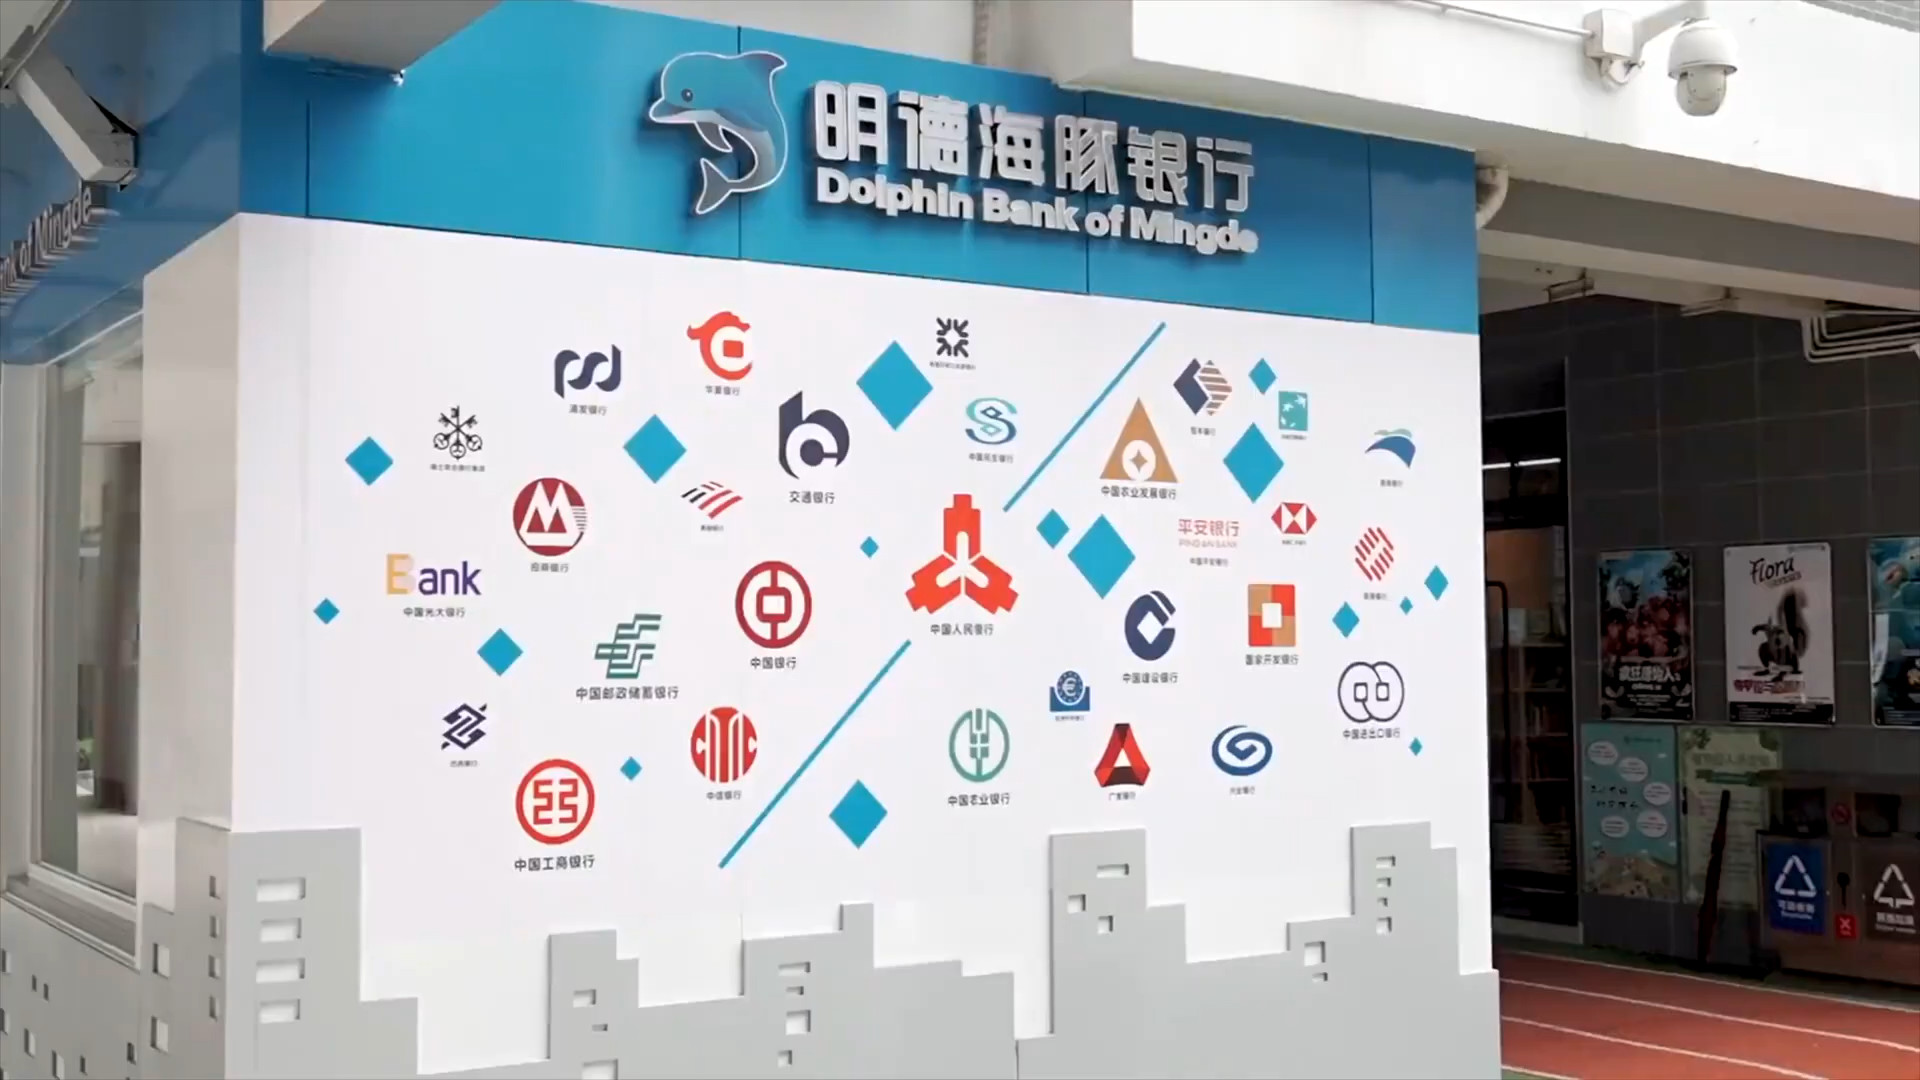 明德海豚银行
Dolphin Bank of Mingde
nk of Mingde
浦发银行
华夏银行
交通银行
中国民生银行
招商银行
Bank
中国光大银行
中国邮政储蓄银行
中国银行
中国人民银行
中国农业发展银行
平安银行
PING AN BANK
中国建设银行
国家开发银行
中国进出口银行
CITIC
中信银行
中国工商银行
中国农业银行
广发银行
兴业银行
Flora
可回收物